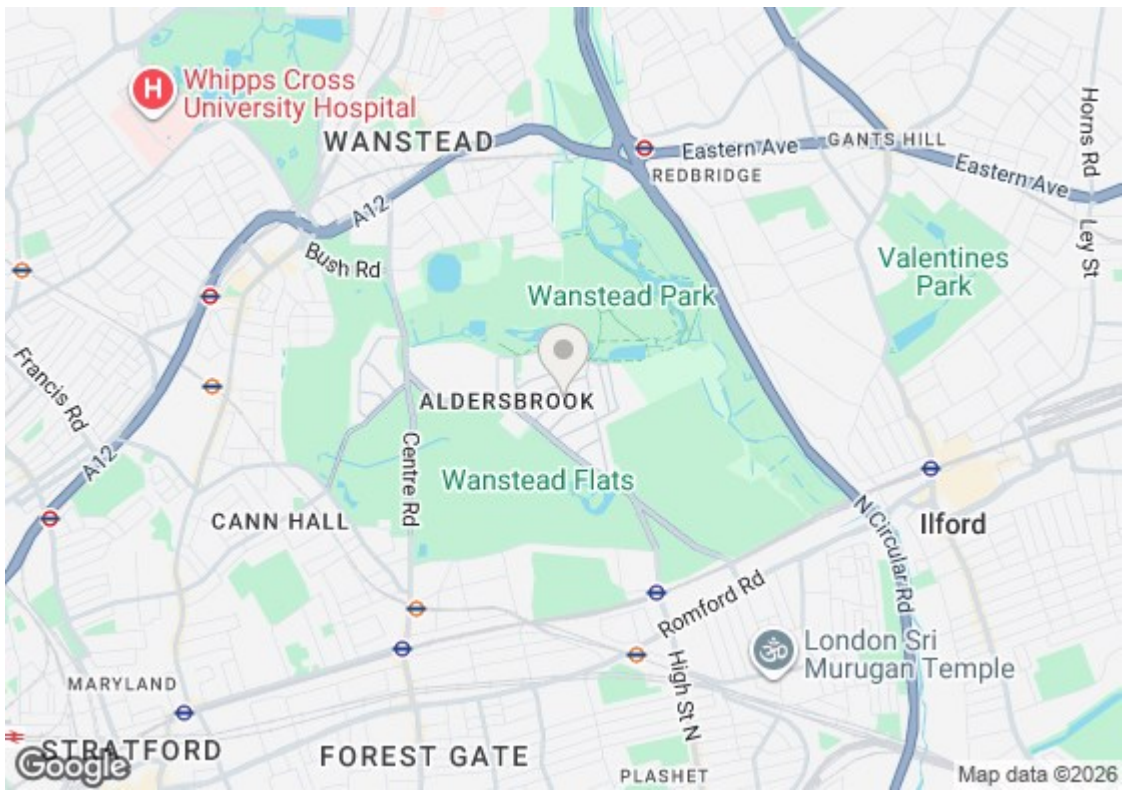 H
Whipps Cross
University Hospital
WANSTEAD
A12
Eastern Ave
GANTS HILL
REDBRIDGE
Eastern Ave
Horns Rd
Ley St
Bush Rd
Valentines
Park
Wanstead Park
Francis Rd
ALDERSBROOK
A12
Centre Rd
Wanstead Flats
CANN HALL
N Circular Rd
Ilford
Romford Rd
London Sri
Murugan Temple
High St N
MARYLAND
STRATFORD
FOREST GATE
PLASHET
Google
Map data ©2026